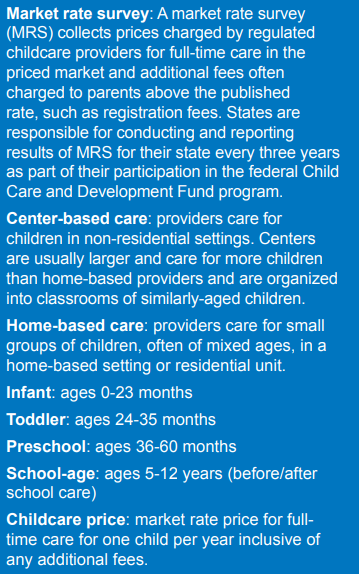 Market rate survey: A market rate survey
(MRS) collects prices charged by regulated
childcare providers for full-time care in the
priced market and additional fees often
charged to parents above the published
rate, such as registration fees. States are
responsible for conducting and reporting
results of MRS for their state every three years
as part of their participation in the federal Child
Care and Development Fund program.
Center-based care: providers care for
children in non-residential settings. Centers
are usually larger and care for more children
than home-based providers and are organized
into classrooms of similarly-aged children.
Home-based care: providers care for small
groups of children, often of mixed ages, in a
home-based setting or residential unit.
Infant: ages 0-23 months
Toddler: ages 24-35 months
Preschool: ages 36-60 months
School-age: ages 5-12 years (before/after
school care)
Childcare price: market rate price for full-
time care for one child per year inclusive of
any additional fees.